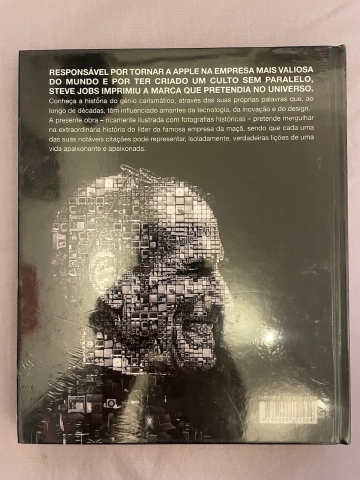 RESPONSÁVEL POR TORNAR A APPLE NA EMPRESA MAIS VALIOSA
DO MUNDO E POR TER CRIADO UM CULTO SEM PARALELO,
STEVE JOBS IMPRIMIU A MARCA QUE PRETENDIA NO UNIVERSO.
Conheça a história do génio carismático, através das suas próprias palavras que, ao
longo de décadas, têm influenciado amantes da tecnologia, da inovação e do design.
A presente obra – ricamente ilustrada com fotografias históricas – pretende mergulhar
na extraordinária história do líder da famosa empresa da maçã, sendo que cada uma
das suas notáveis citações pode representar, isoladamente, verdadeiras lições de uma
vida apaixonante e apaixonada.